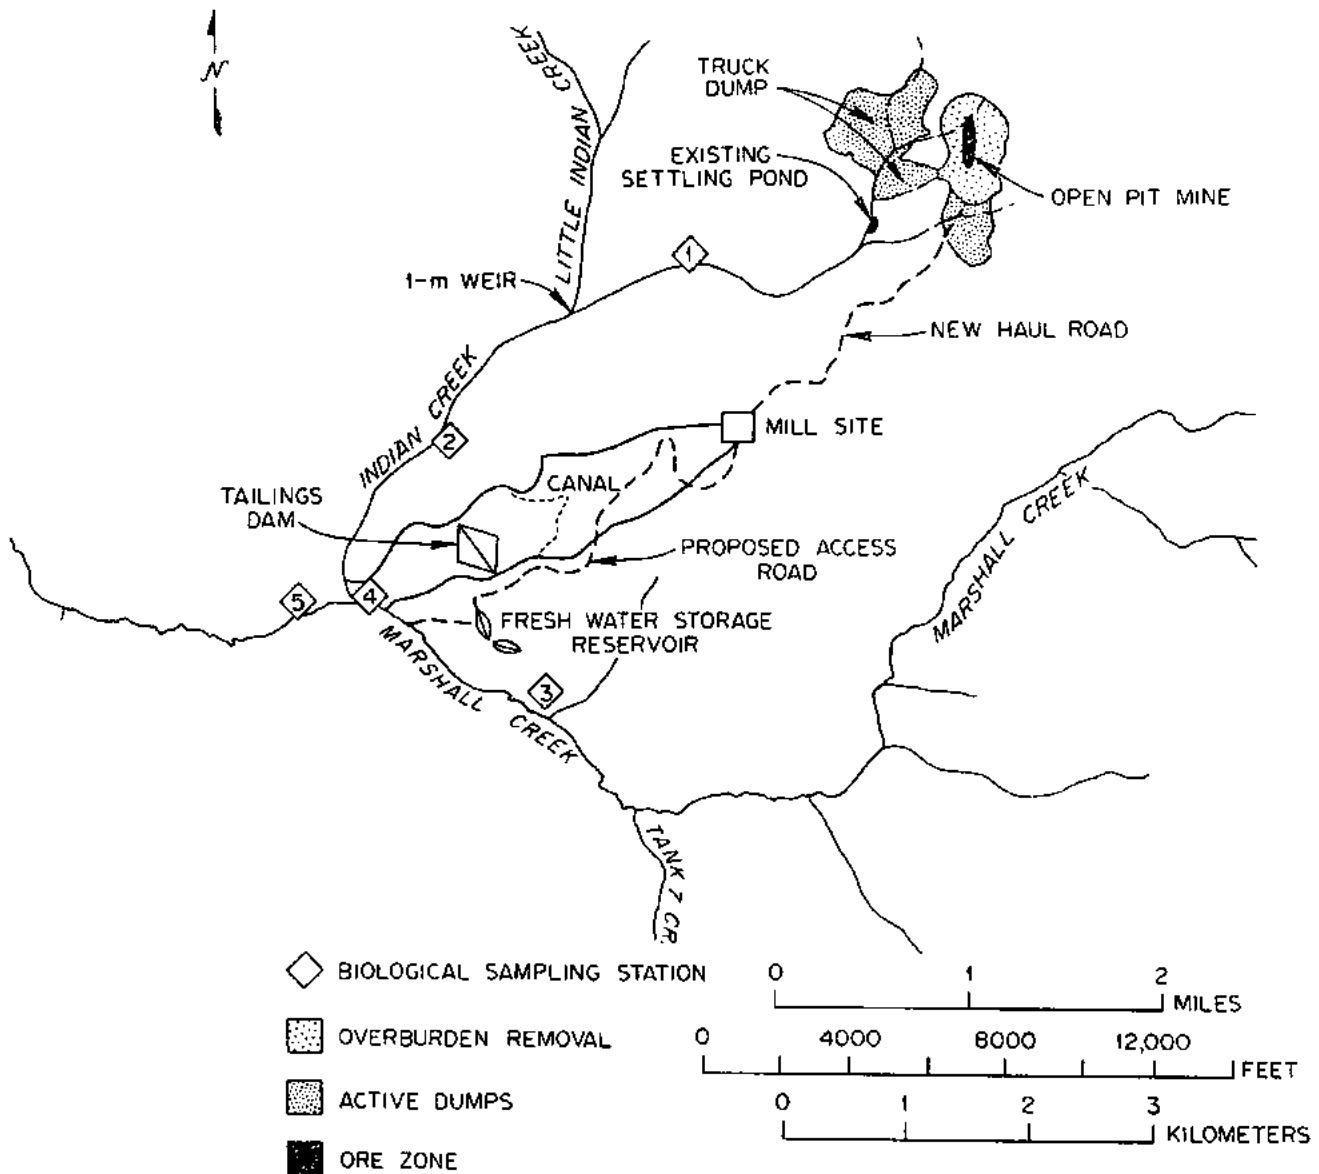 N
LITTLE INDIAN CREEK
TRUCK
DUMP
EXISTING
SETTLING POND
OPEN PIT MINE
1
1-m WEIR
NEW HAUL ROAD
INDIAN CREEK
2
MILL SITE
CANAL
TAILINGS
DAM
PROPOSED ACCESS
ROAD
MARSHALL CREEK
5
4
FRESH WATER STORAGE
RESERVOIR
MARSHALL CREEK
3
TANK 7 CR.
BIOLOGICAL SAMPLING STATION
OVERBURDEN REMOVAL
ACTIVE DUMPS
ORE ZONE
0 1 2
MILES
0 4000 8000 12,000
FEET
0 1 2 3
KILOMETERS